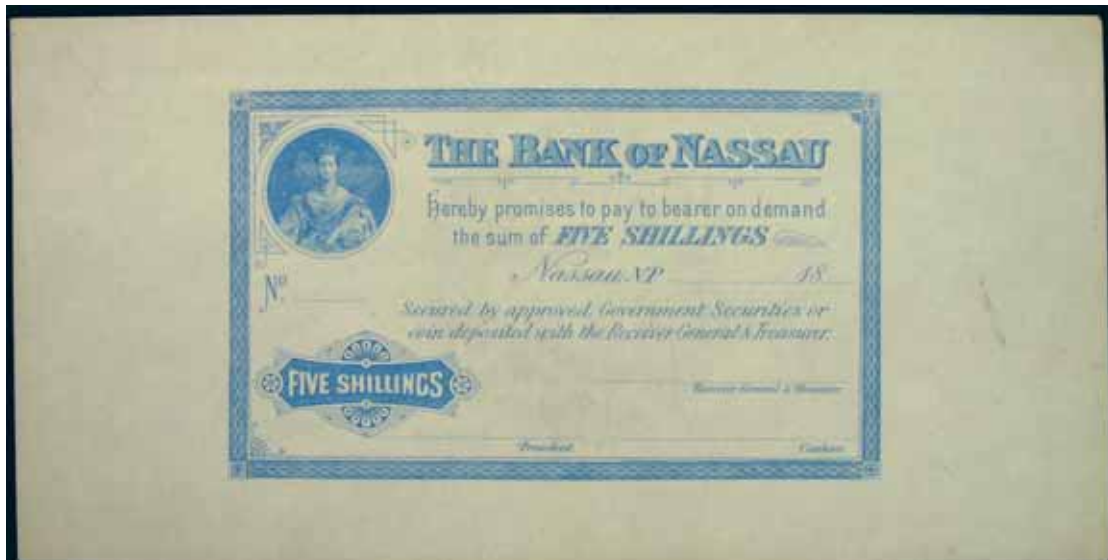 THE BANK OF NASSAU
Hereby promises to pay to bearer on demand
the sum of FIVE SHILLINGS
Nassau NP 18
No.
Secured by approved Government Securities or
coin deposited with the Receiver General & Treasurer.
FIVE SHILLINGS
Receiver General & Treasurer
President
Cashier